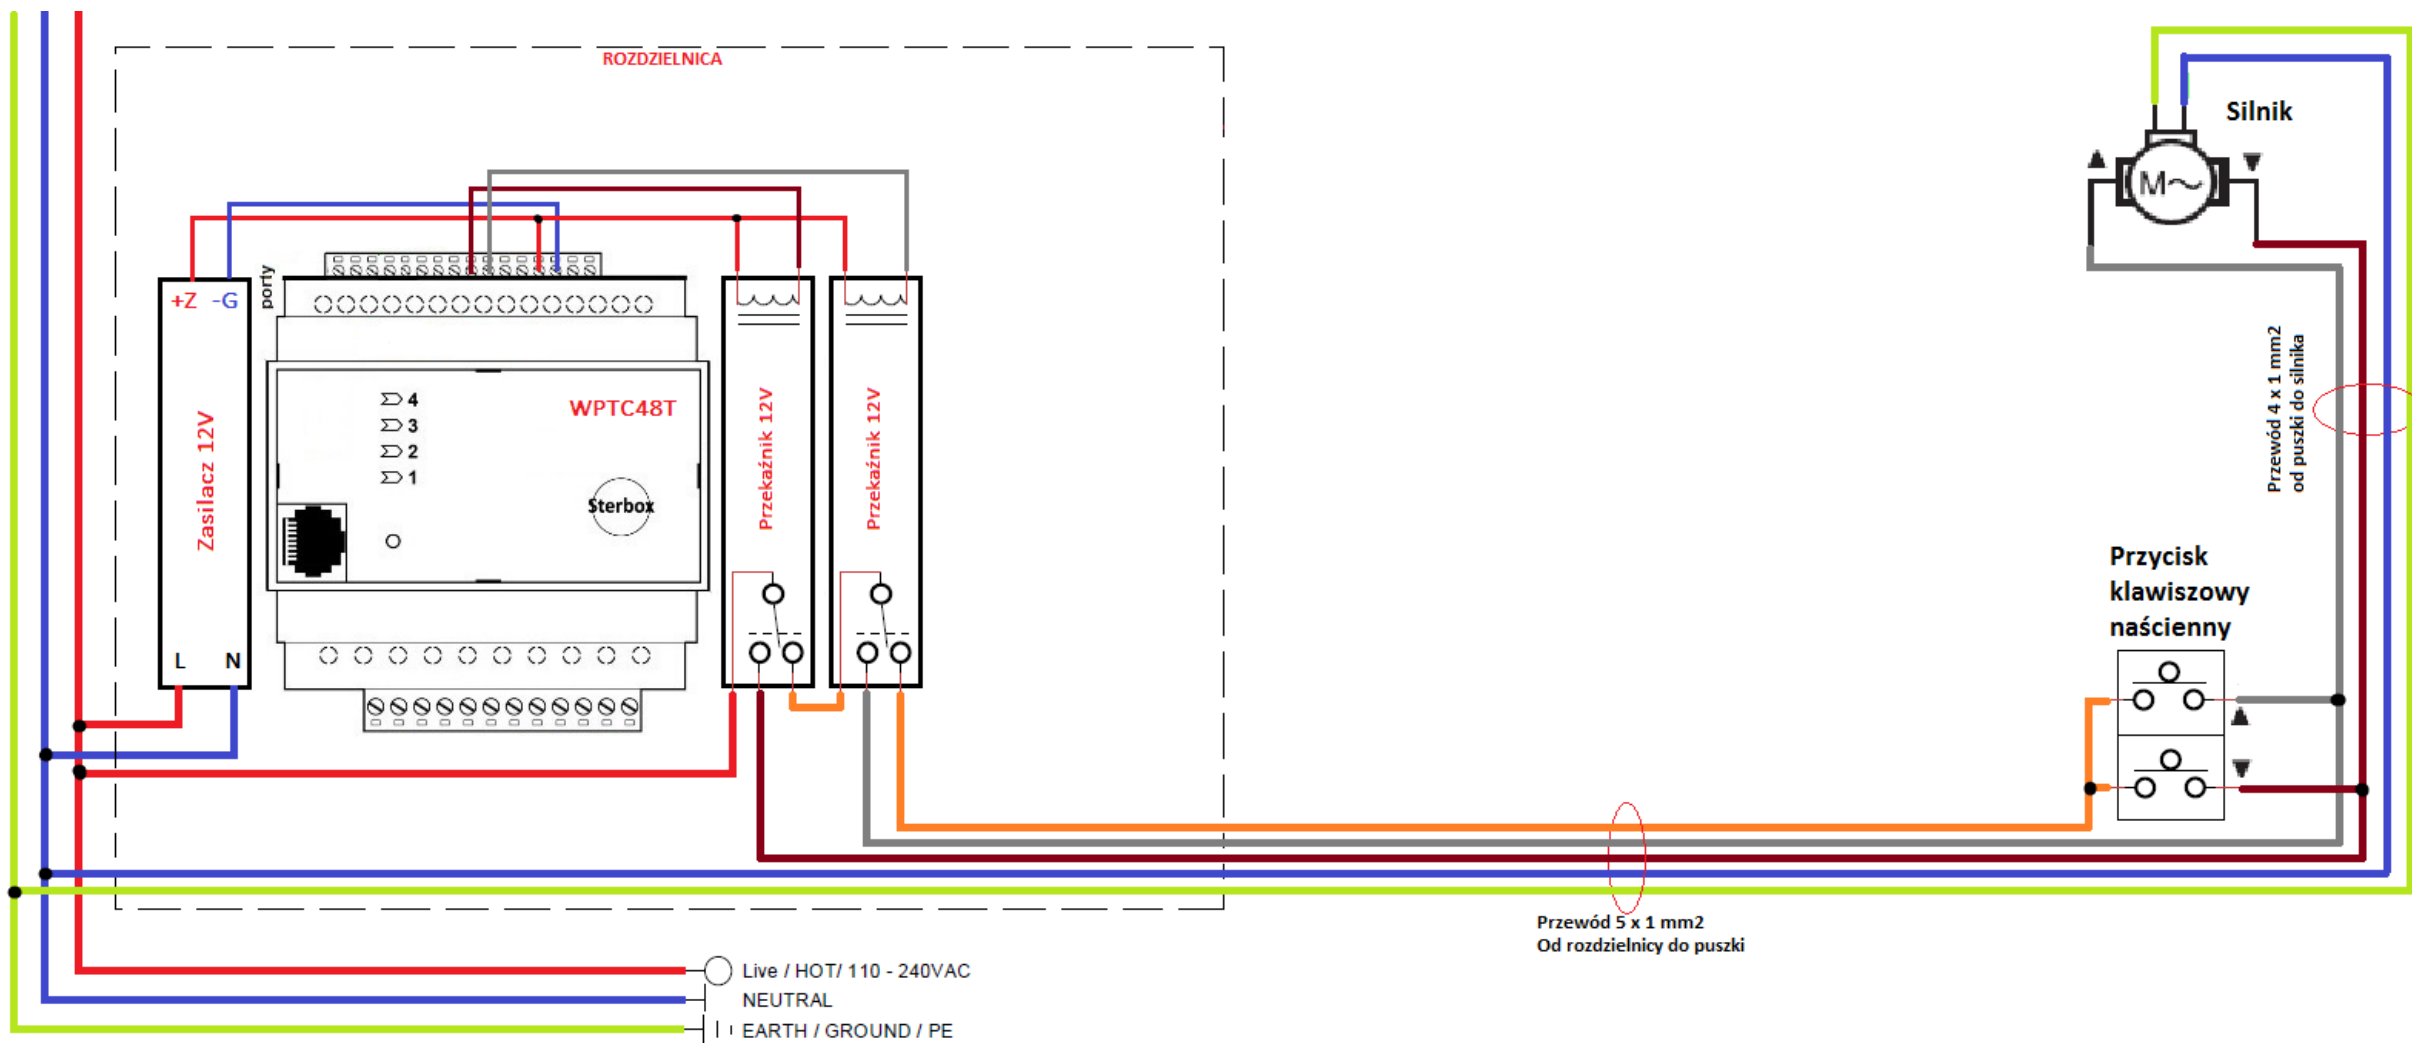 ROZDZIELNICA
Silnik
porty
+Z -G
Zasilacz 12V
L N
4
3
2
1
WPTC48T
Sterbox
Przekaźnik 12V
Przekaźnik 12V
M~
Przewód 4 x 1 mm2
od puszki do silnika
Przycisk
klawiszowy
naścienny
Przewód 5 x 1 mm2
Od rozdzielnicy do puszki
Live / HOT/ 110 - 240VAC
NEUTRAL
EARTH / GROUND / PE